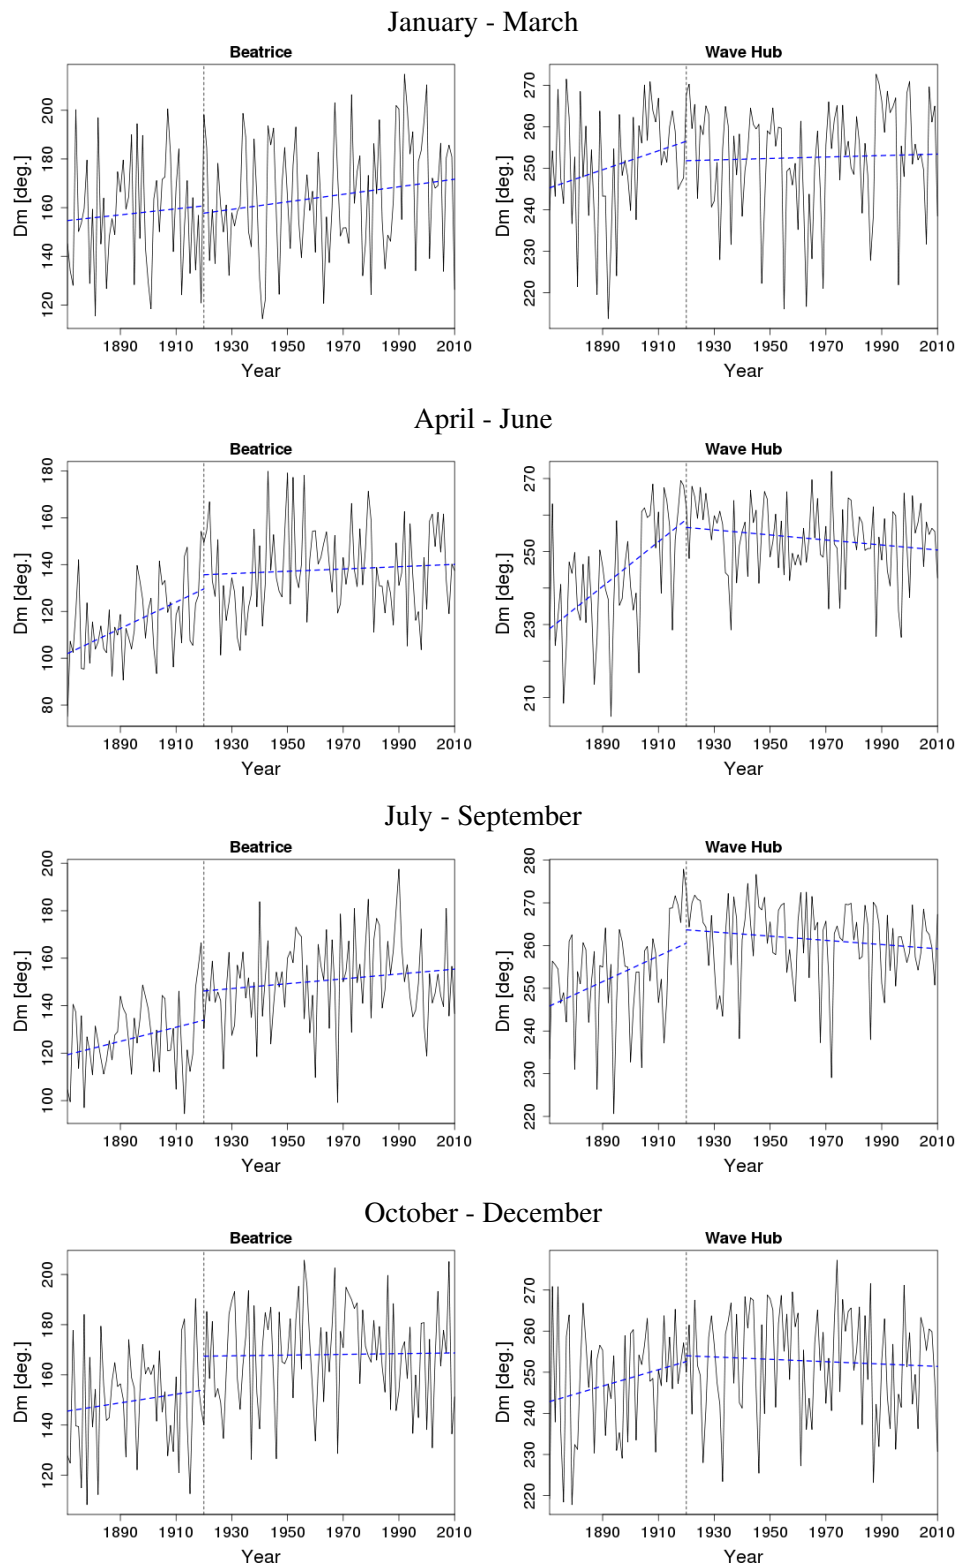 January - March
Beatrice
Wave Hub
Dm [deg.]
120 140 160 180 200
1890 1910 1930 1950 1970 1990 2010
Year
Dm [deg.]
220 230 240 250 260 270
1890 1910 1930 1950 1970 1990 2010
Year
April - June
Beatrice
Wave Hub
Dm [deg.]
80 100 120 140 160 180
1890 1910 1930 1950 1970 1990 2010
Year
Dm [deg.]
210 230 250 270
1890 1910 1930 1950 1970 1990 2010
Year
July - September
Beatrice
Wave Hub
Dm [deg.]
100 120 140 160 180 200
1890 1910 1930 1950 1970 1990 2010
Year
Dm [deg.]
220 230 240 250 260 270 280
1890 1910 1930 1950 1970 1990 2010
Year
October - December
Beatrice
Wave Hub
Dm [deg.]
120 140 160 180 200
1890 1910 1930 1950 1970 1990 2010
Year
Dm [deg.]
220 230 240 250 260 270
1890 1910 1930 1950 1970 1990 2010
Year